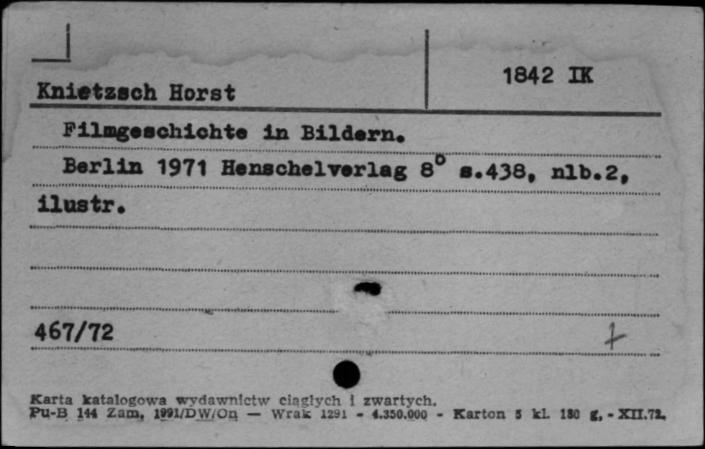 1842 IK
Knietzsch Horst
Filmgeschichte in Bildern.
Berlin 1971 Henschelverlag 8° s.438, nlb.2,
ilustr.
467/72
Karta katalogowa wydawnictw ciągłych i zwartych.
Pu-B 144 Zam. 1991/DW/On — Wrak 1291 - 4.350.000 - Karton 5 kl. 180 g. - XII.72.